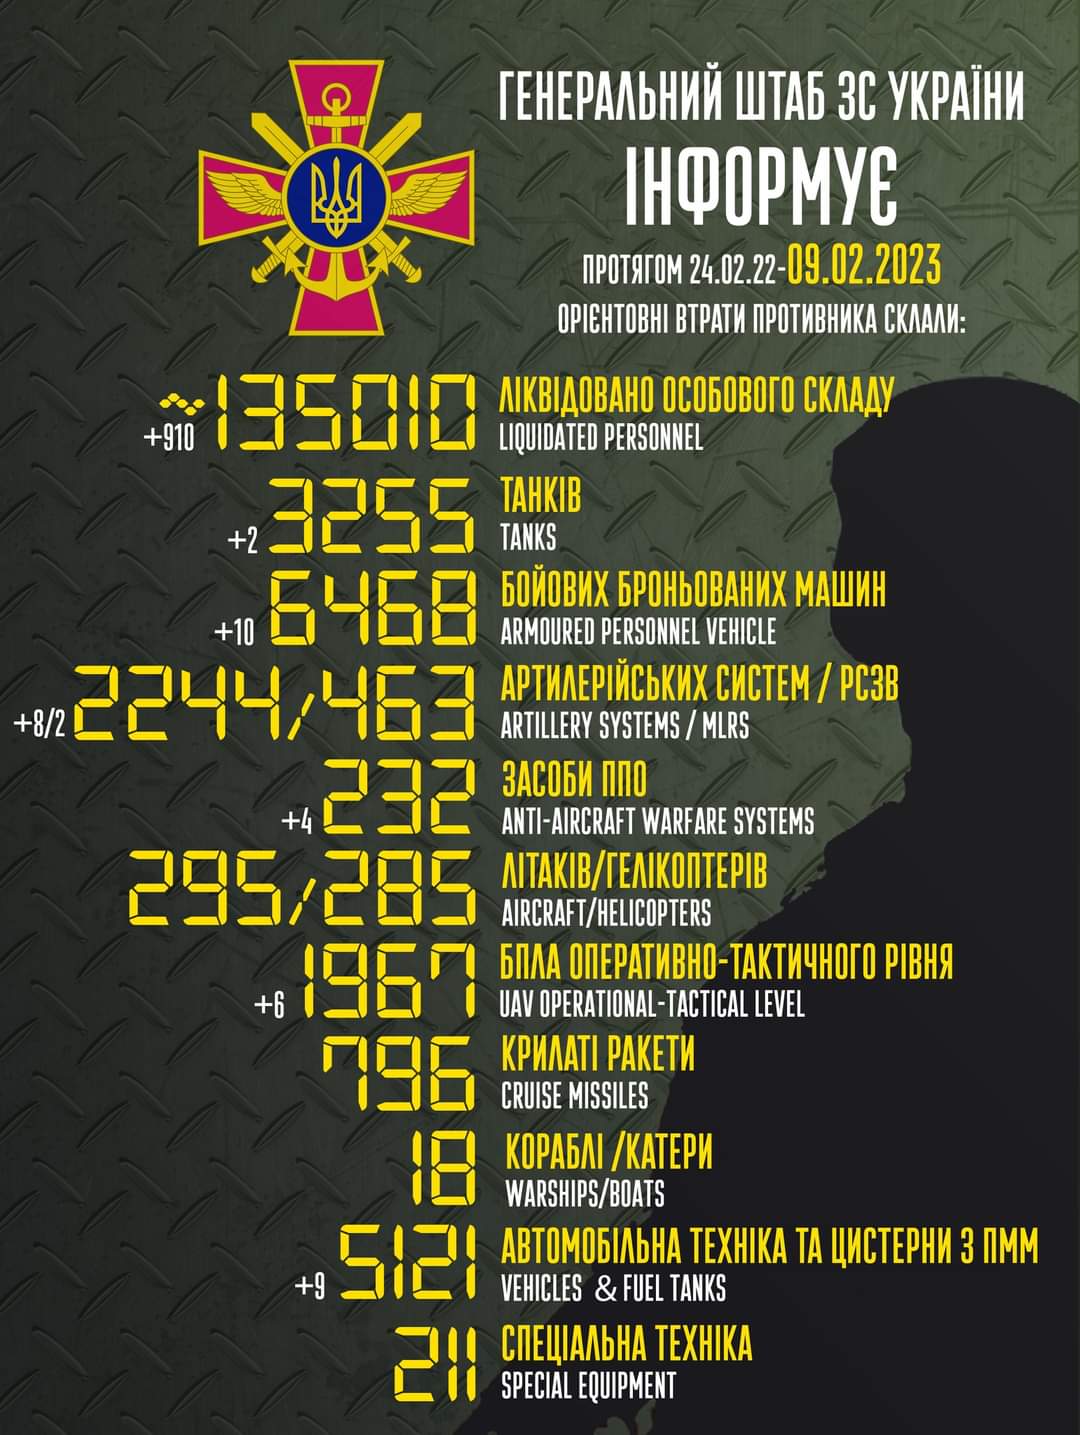 ГЕНЕРАЛЬНИЙ ШТАБ ЗС УКРАЇНИ
ІНФОРМУЄ
ПРОТЯГОМ 24.02.22-09.02.2023
ОРІЄНТОВНІ ВТРАТИ ПРОТИВНИКА СКЛАЛИ:
+910 ~135010 ЛІКВІДОВАНО ОСОБОВОГО СКЛАДУ
LIQUIDATED PERSONNEL
+2 3255 ТАНКІВ
TANKS
+10 6468 БОЙОВИХ БРОНЬОВАНИХ МАШИН
ARMOURED PERSONNEL VEHICLE
+8/2 2244/463 АРТИЛЕРІЙСЬКИХ СИСТЕМ / РСЗВ
ARTILLERY SYSTEMS / MLRS
+4 232 ЗАСОБИ ППО
ANTI-AIRCRAFT WARFARE SYSTEMS
295/285 ЛІТАКІВ/ГЕЛІКОПТЕРІВ
AIRCRAFT/HELICOPTERS
+6 1967 БПЛА ОПЕРАТИВНО-ТАКТИЧНОГО РІВНЯ
UAV OPERATIONAL-TACTICAL LEVEL
796 КРИЛАТІ РАКЕТИ
CRUISE MISSILES
18 КОРАБЛІ /КАТЕРИ
WARSHIPS/BOATS
+9 5121 АВТОМОБІЛЬНА ТЕХНІКА ТА ЦИСТЕРНИ З ПММ
VEHICLES & FUEL TANKS
211 СПЕЦІАЛЬНА ТЕХНІКА
SPECIAL EQUIPMENT